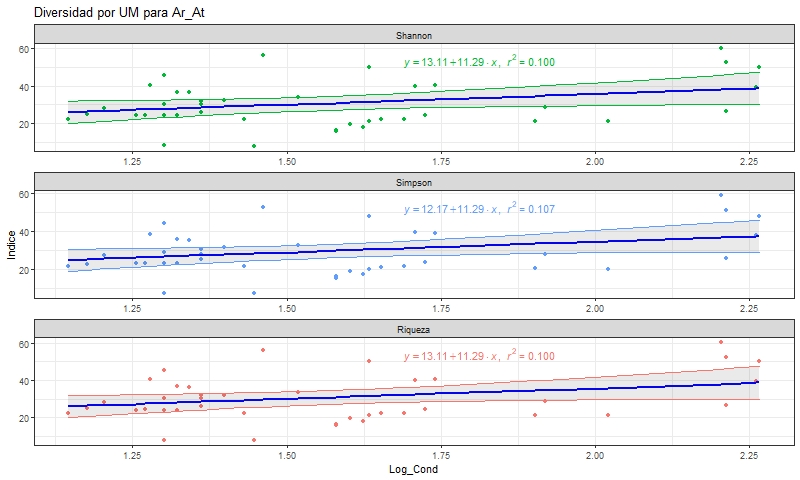 Diversidad por UM para Ar_At
Shannon
y = 13.11+11.29 · x, r² = 0.100
60
40
20
1.25 1.50 1.75 2.00 2.25
Simpson
y = 12.17+11.29 · x, r² = 0.107
60
40
20
Indice
1.25 1.50 1.75 2.00 2.25
Riqueza
y = 13.11+11.29 · x, r² = 0.100
60
40
20
1.25 1.50 1.75 2.00 2.25
Log_Cond